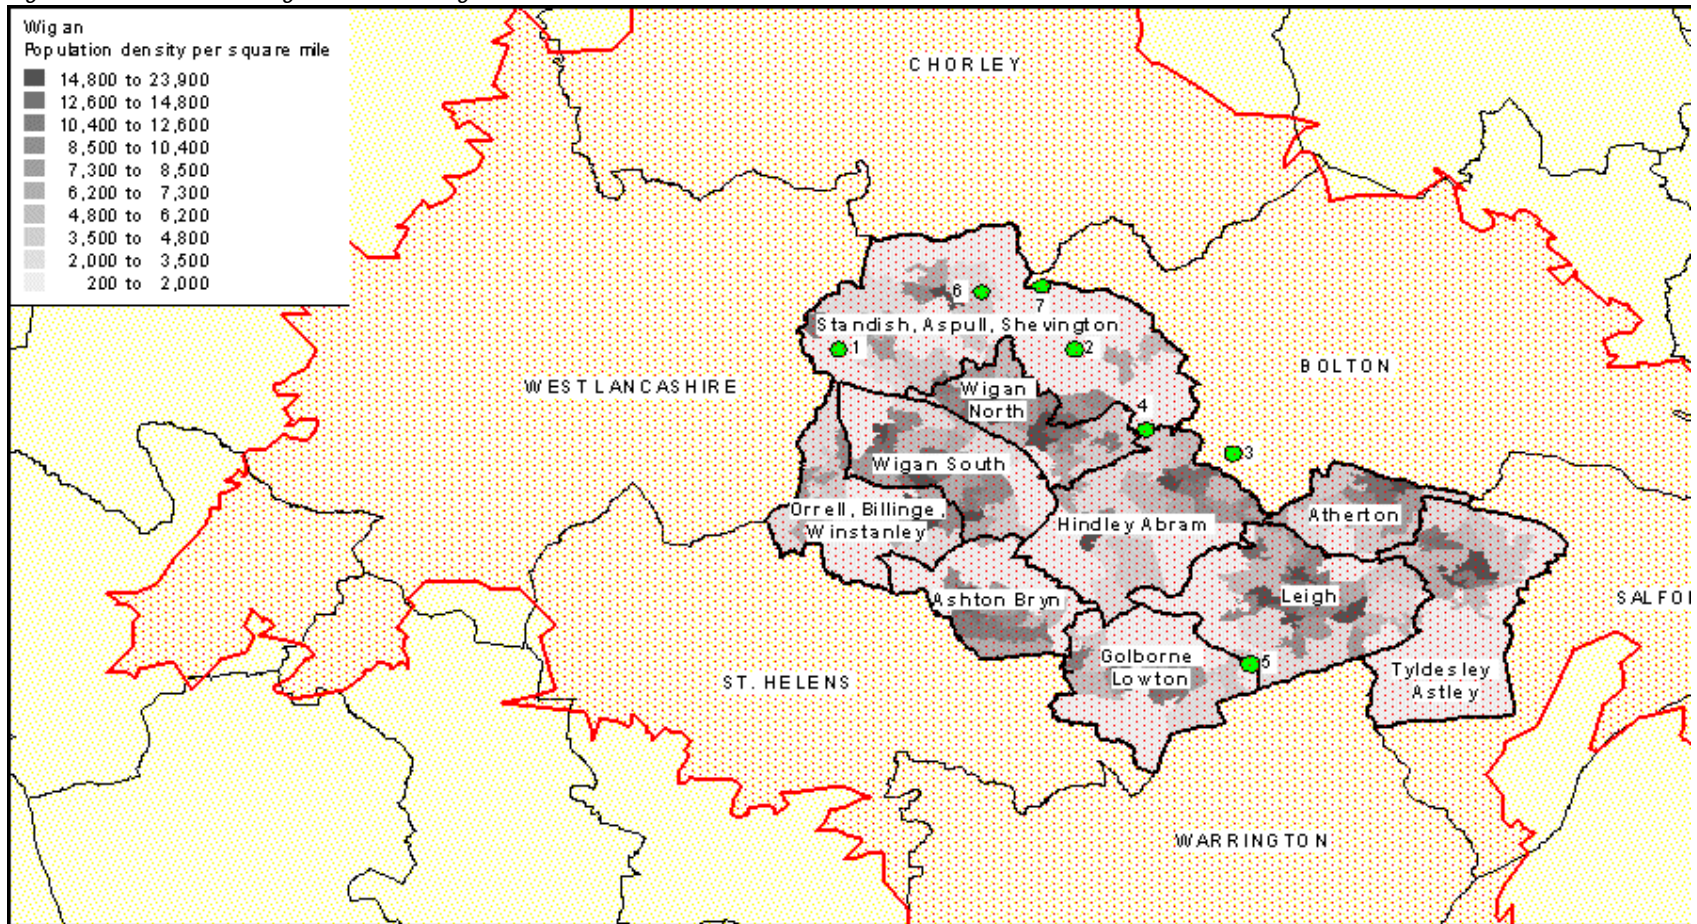 Wigan
Population density per square mile
14,800 to 23,900
12,600 to 14,800
10,400 to 12,600
8,500 to 10,400
7,300 to 8,500
6,200 to 7,300
4,800 to 6,200
3,500 to 4,800
2,000 to 3,500
200 to 2,000
CHORLEY
6
7
Standish, Aspull, Shevington
1
2
BOLTON
WEST LANCASHIRE
Wigan
North
4
3
Wigan South
Orrell, Billinge,
Winstanley
Hindley Abram
Atherton
Ashton Bryn
Leigh
SALFO
Golborne
Lowton
5
Tyldesley
Astley
ST. HELENS
WARRINGTON